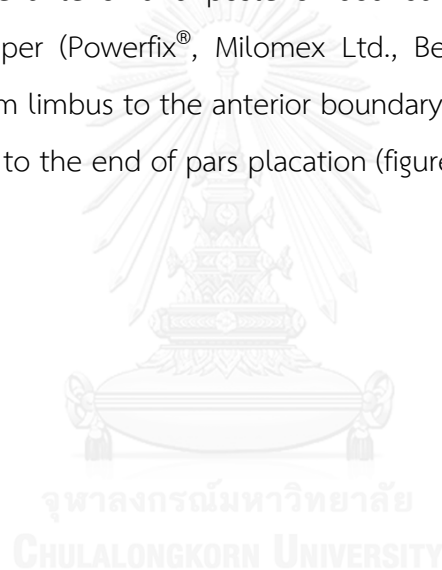 per (Powerfix®, Milomex Ltd., Be
m limbus to the anterior boundary
to the end of pars placation (figure
จุฬาลงกรณ์มหาวิทยาลัย
CHULALONGKORN UNIVERSITY